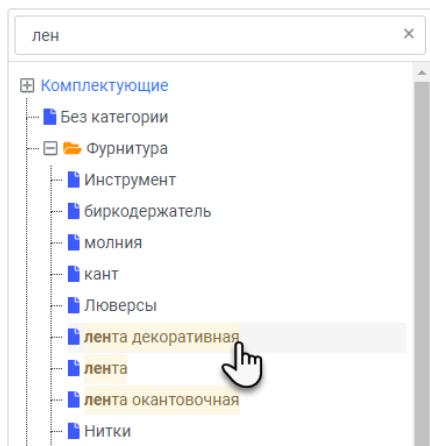 лен
Комплектующие
Без категории
Фурнитура
Инструмент
биркодержатель
молния
кант
Люверсы
лента декоративная
лента
лента окантовочная
Нитки